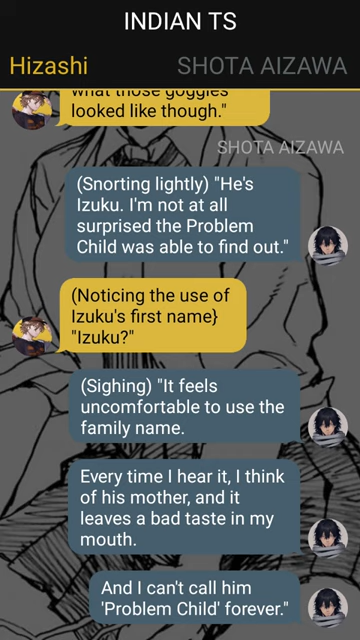 INDIAN TS
Hizashi
SHOTA AIZAWA
what those goggles
looked like though."
SHOTA AIZAWA
(Snorting lightly) "He's
Izuku. I'm not at all
surprised the Problem
Child was able to find out."
(Noticing the use of
Izuku's first name}
"Izuku?"
(Sighing) "It feels
uncomfortable to use the
family name.
Every time I hear it, I think
of his mother, and it
leaves a bad taste in my
mouth.
And I can't call him
'Problem Child' forever."